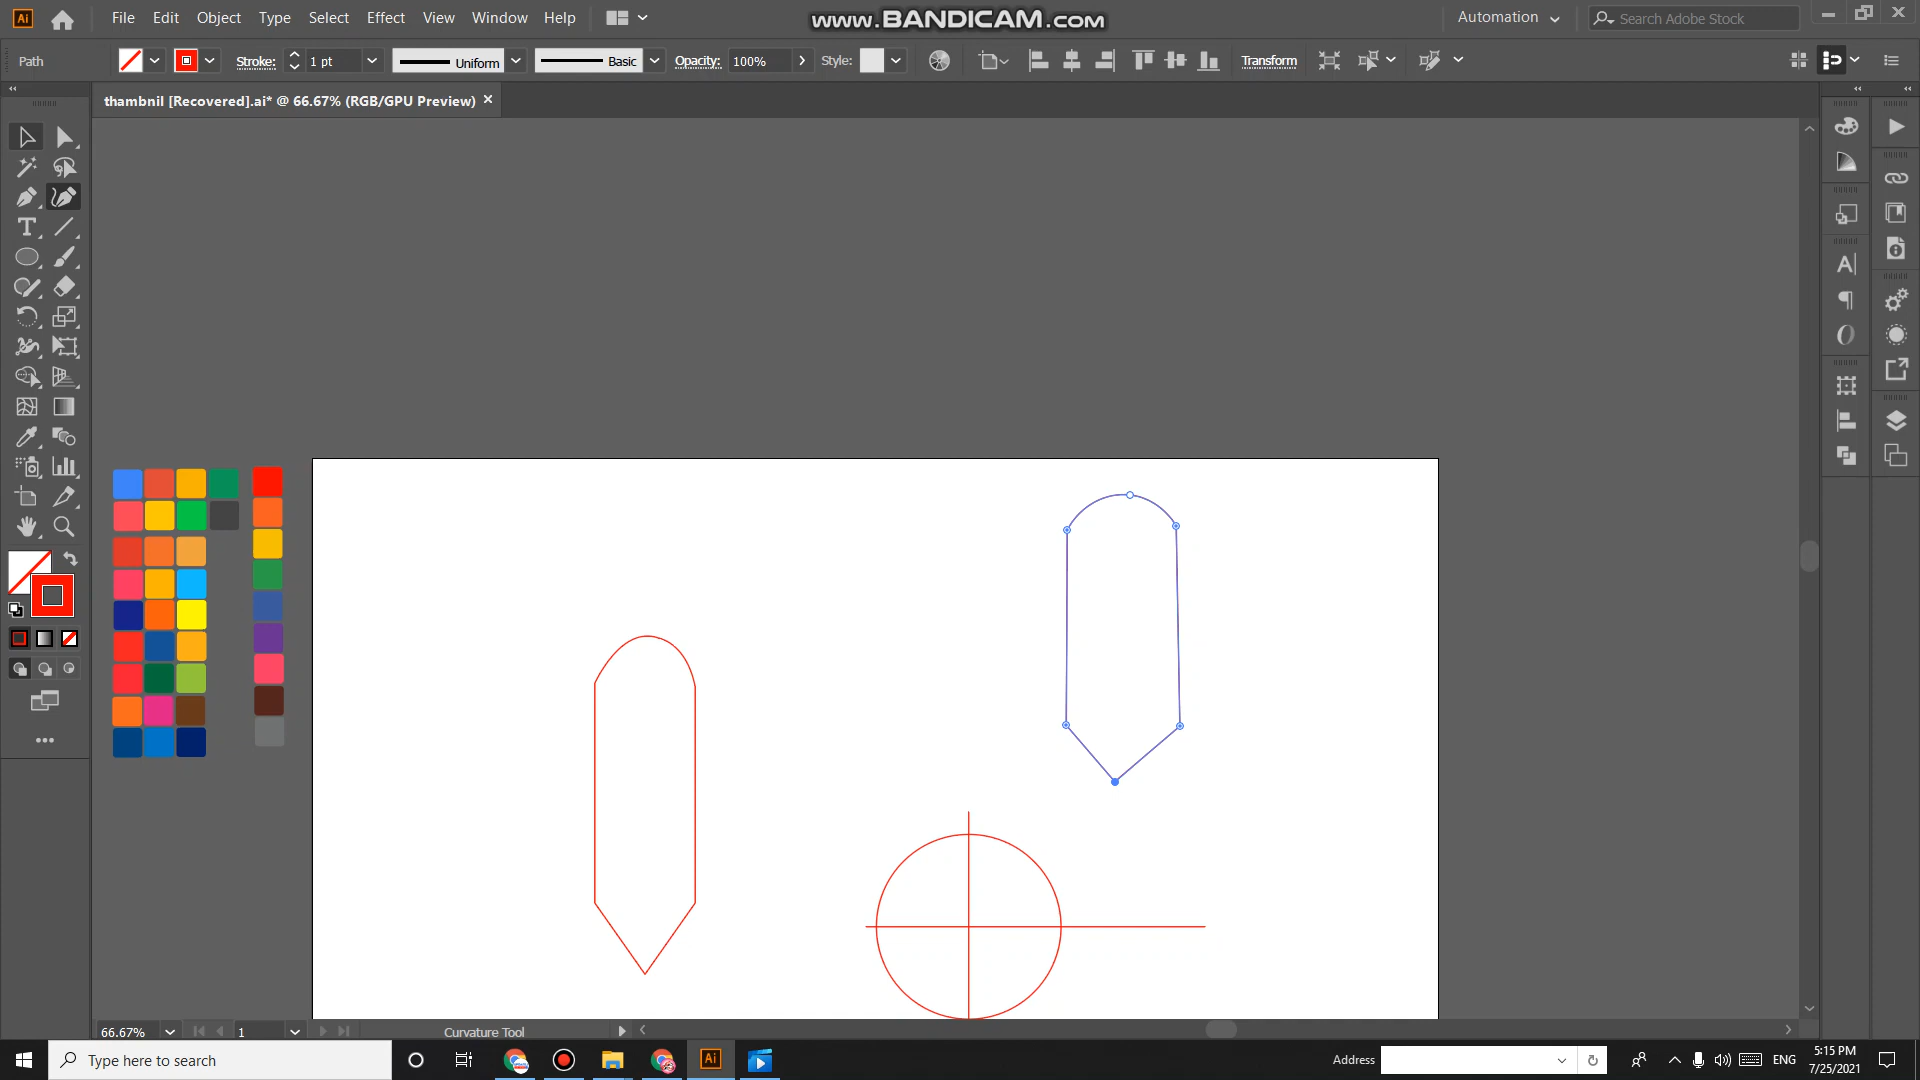 Ai File Edit Object Type Select Effect View Window Help www.BANDICAM.com Automation Search Adobe Stock
Path Stroke: 1 pt Uniform Basic Opacity: 100% Style: Transform
thambnil [Recovered].ai* @ 66.67% (RGB/GPU Preview)
66.67% 1 Curvature Tool
Type here to search Ai Address ENG 5:15 PM
7/25/2021